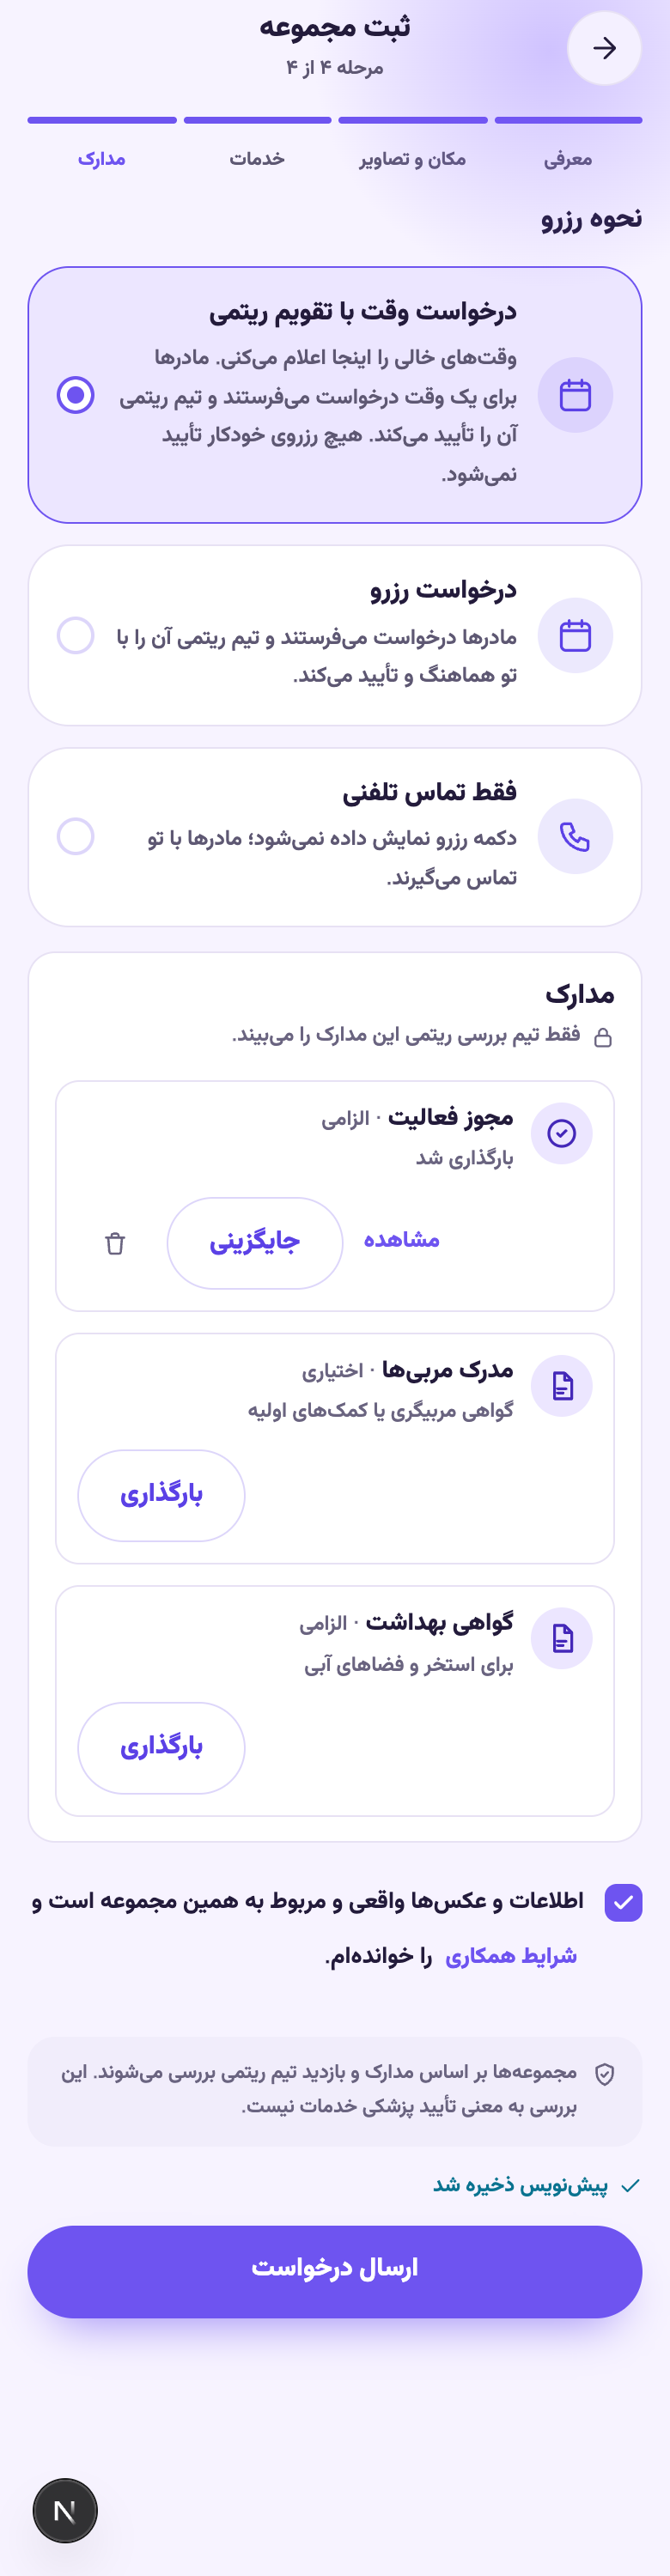 ثبت مجموعه
مرحله ۴ از ۴
معرفی
مکان و تصاویر
خدمات
مدارک
نحوه رزرو
درخواست وقت با تقویم ریتمی
وقت‌های خالی را اینجا اعلام می‌کنی. مادرها
برای یک وقت درخواست می‌فرستند و تیم ریتمی
آن را تأیید می‌کند. هیچ رزروی خودکار تأیید
نمی‌شود.
درخواست رزرو
مادرها درخواست می‌فرستند و تیم ریتمی آن را با
تو هماهنگ و تأیید می‌کند.
فقط تماس تلفنی
دکمه رزرو نمایش داده نمی‌شود؛ مادرها با تو
تماس می‌گیرند.
مدارک
فقط تیم بررسی ریتمی این مدارک را می‌بیند.
مجوز فعالیت · الزامی
بارگذاری شد
مشاهده
جایگزینی
مدرک مربی‌ها · اختیاری
گواهی مربیگری یا کمک‌های اولیه
بارگذاری
گواهی بهداشت · الزامی
برای استخر و فضاهای آبی
بارگذاری
اطلاعات و عکس‌ها واقعی و مربوط به همین مجموعه است و
شرایط همکاری را خوانده‌ام.
مجموعه‌ها بر اساس مدارک و بازدید تیم ریتمی بررسی می‌شوند. این
بررسی به معنی تأیید پزشکی خدمات نیست.
پیش‌نویس ذخیره شد
ارسال درخواست
N